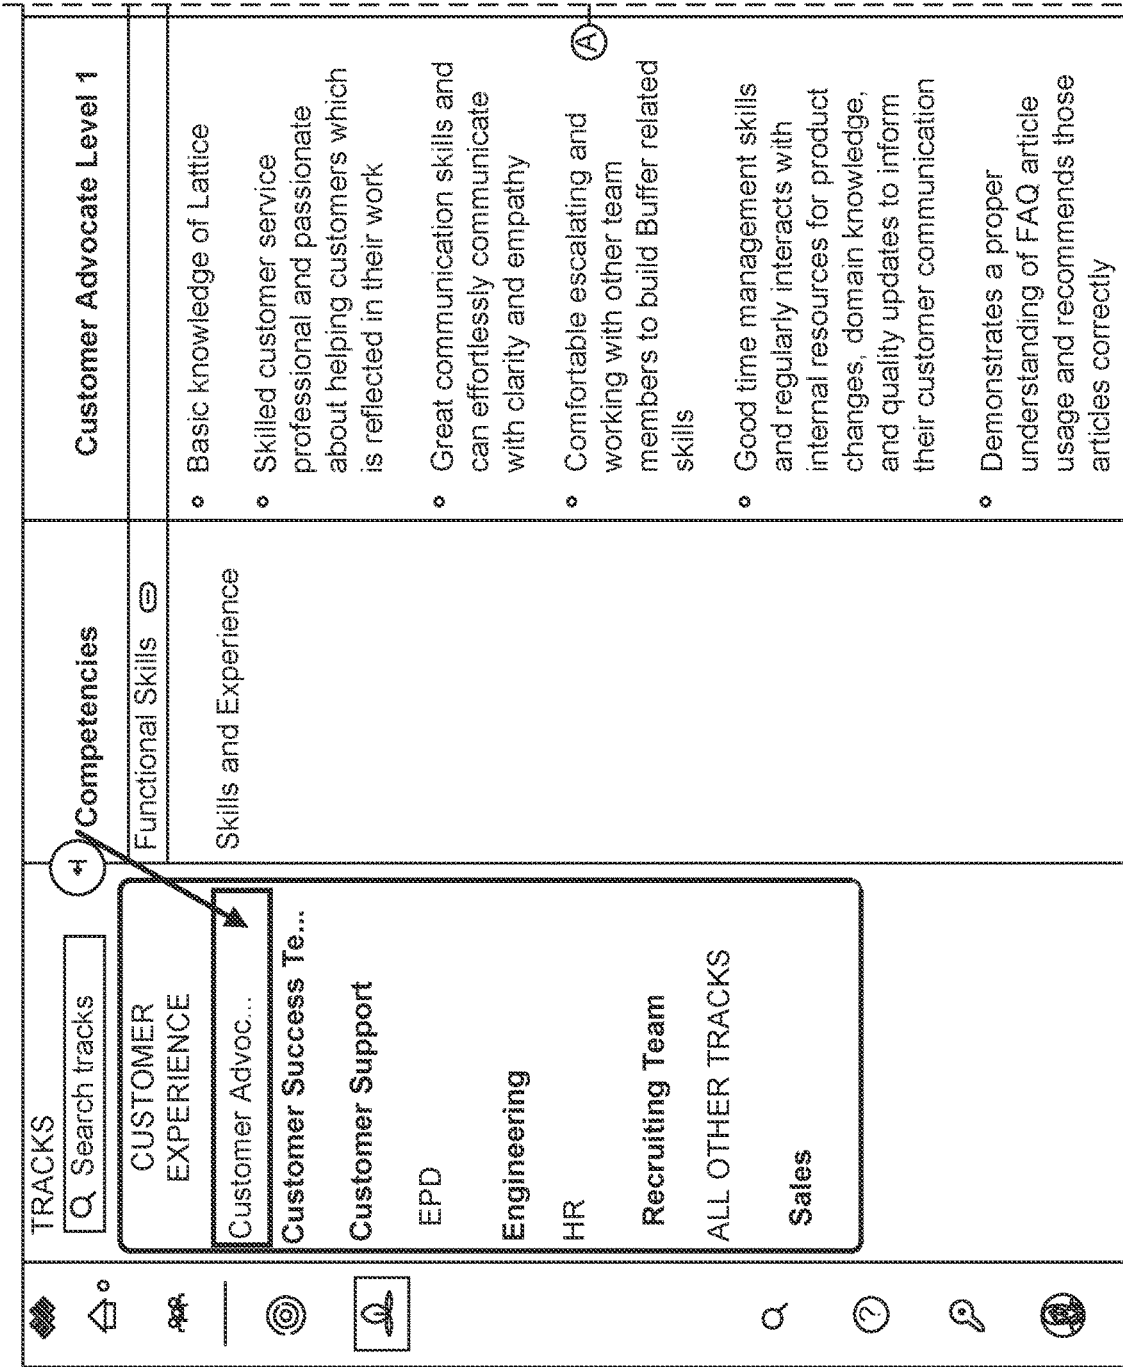 TRACKS
Search tracks
CUSTOMER
EXPERIENCE
Customer Advoc...
Customer Success Te...
Customer Support
EPD
Engineering
HR
Recruiting Team
ALL OTHER TRACKS
Sales
Competencies
Functional Skills
Skills and Experience
Customer Advocate Level 1
Basic knowledge of Lattice
Skilled customer service
professional and passionate
about helping customers which
is reflected in their work
Great communication skills and
can effortlessly communicate
with clarity and empathy
Comfortable escalating and
working with other team
members to build Buffer related
skills
Good time management skills
and regularly interacts with
internal resources for product
changes, domain knowledge,
and quality updates to inform
their customer communication
Demonstrates a proper
understanding of FAQ article
usage and recommends those
articles correctly
A